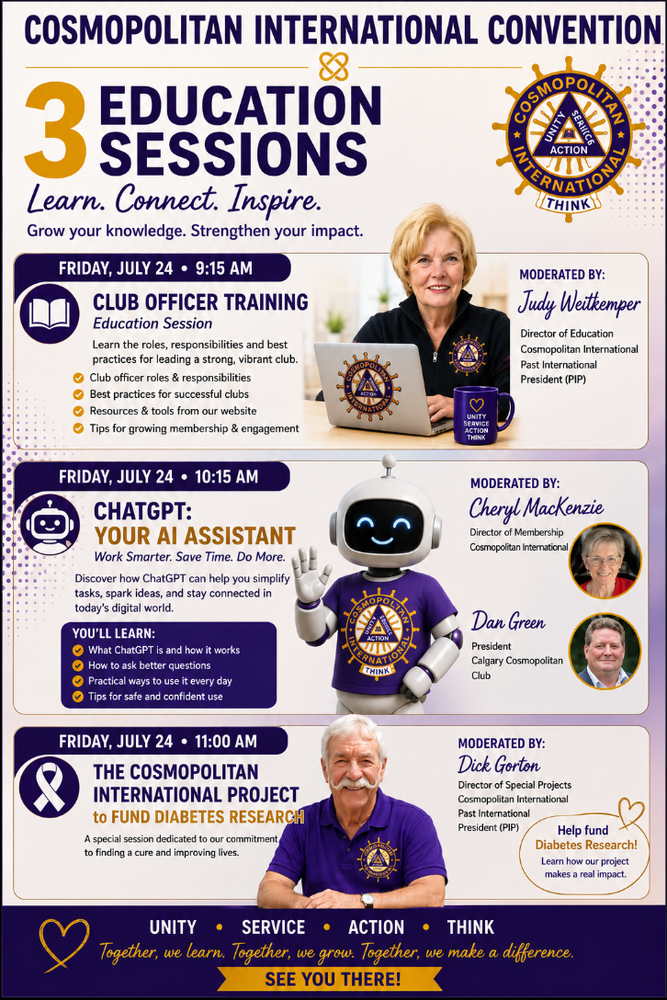 COSMOPOLITAN INTERNATIONAL CONVENTION
3 EDUCATION
SESSIONS
Learn. Connect. Inspire.
Grow your knowledge. Strengthen your impact.
COSMOPOLITAN
INTERNATIONAL
UNITY
ACTION
THINK
FRIDAY, JULY 24 • 9:15 AM
CLUB OFFICER TRAINING
Education Session
Learn the roles, responsibilities and best
practices for leading a strong, vibrant club.
Club officer roles & responsibilities
Best practices for successful clubs
Resources & tools from our website
Tips for growing membership & engagement
COSMOPOLITAN
INTERNATIONAL
ACTION
UNITY
SERVICE
ACTION
THINK
MODERATED BY:
Judy Weitkemper
Director of Education
Cosmopolitan International
Past International
President (PIP)
FRIDAY, JULY 24 • 10:15 AM
CHATGPT:
YOUR AI ASSISTANT
Work Smarter. Save Time. Do More.
Discover how ChatGPT can help you simplify
tasks, spark ideas, and stay connected in
today's digital world.
YOU'LL LEARN:
What ChatGPT is and how it works
How to ask better questions
Practical ways to use it every day
Tips for safe and confident use
COSMOPOLITAN
INTERNATIONAL
UNITY
ACTION
THINK
MODERATED BY:
Cheryl MacKenzie
Director of Membership
Cosmopolitan International
Dan Green
President
Calgary Cosmopolitan
Club
FRIDAY, JULY 24 • 11:00 AM
THE COSMOPOLITAN
INTERNATIONAL PROJECT
to FUND DIABETES RESEARCH
A special session dedicated to our commitment
to finding a cure and improving lives.
MODERATED BY:
Dick Gorton
Director of Special Projects
Cosmopolitan International
Past International
President (PIP)
Help fund
Diabetes Research!
Learn how our project
makes a real impact.
UNITY • SERVICE • ACTION • THINK
Together, we learn. Together, we grow. Together, we make a difference.
SEE YOU THERE!